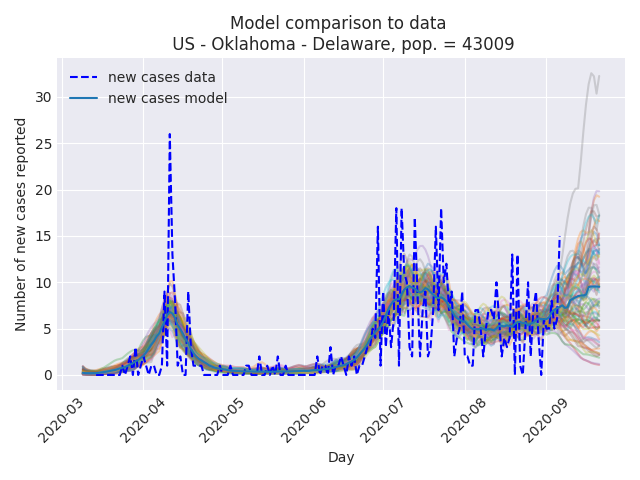 Model comparison to data
US - Oklahoma - Delaware, pop. = 43009
new cases data
new cases model
Number of new cases reported
30
25
20
15
10
5
0
2020-03
2020-04
2020-05
2020-06
2020-07
2020-08
2020-09
Day